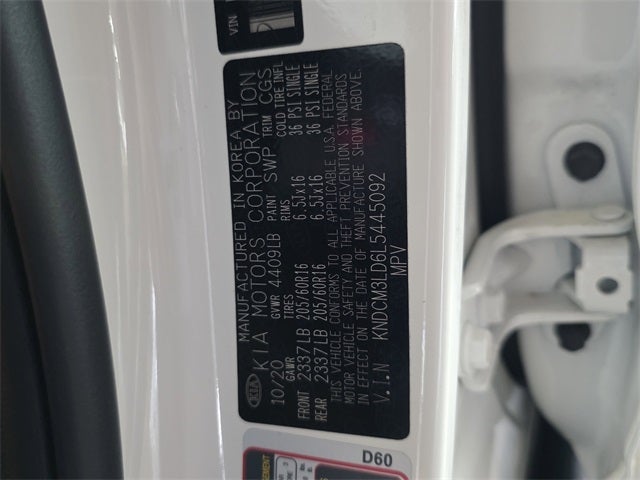 VIN
MANUFACTURED IN KOREA BY
KIA KIA MOTORS CORPORATION
10/20 GVWR 4409LB PAINT SWP TRIM CGS
GAWR TIRES RIMS COLD TIRE INFL
FRONT 2337LB 205/60R16 6.5JX16 36 PSI SINGLE
REAR 2337LB 205/60R16 6.5JX16 36 PSI SINGLE
THIS VEHICLE CONFORMS TO ALL APPLICABLE U.S.A. FEDERAL
MOTOR VEHICLE SAFETY AND THEFT PREVENTION STANDARDS
IN EFFECT ON THE DATE OF MANUFACTURE SHOWN ABOVE.
V.I.N KNDCM3LD6L5445092
MPV
D60